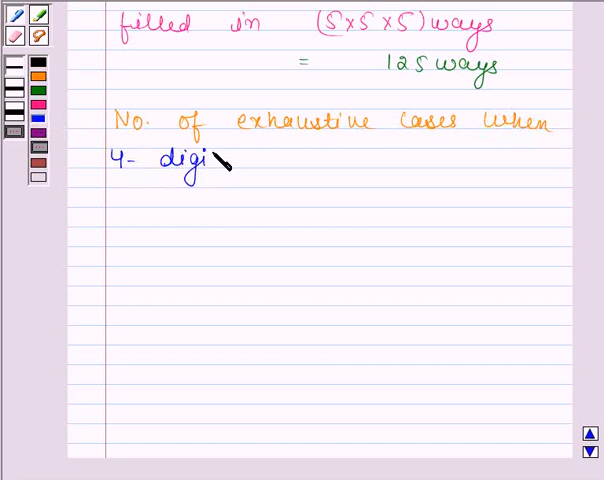 filled in (5×5×5) ways
= 125 ways
No. of exhaustive cases when
4- digi